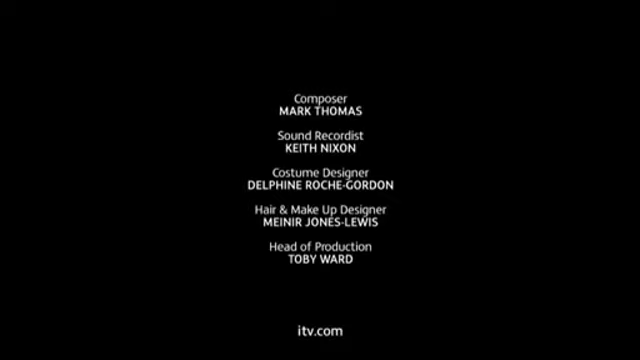 Composer
MARK THOMAS
Sound Recordist
KEITH NIXON
Costume Designer
DELPHINE ROCHE-GORDON
Hair & Make Up Designer
MEINIR JONES-LEWIS
Head of Production
TOBY WARD
itv.com